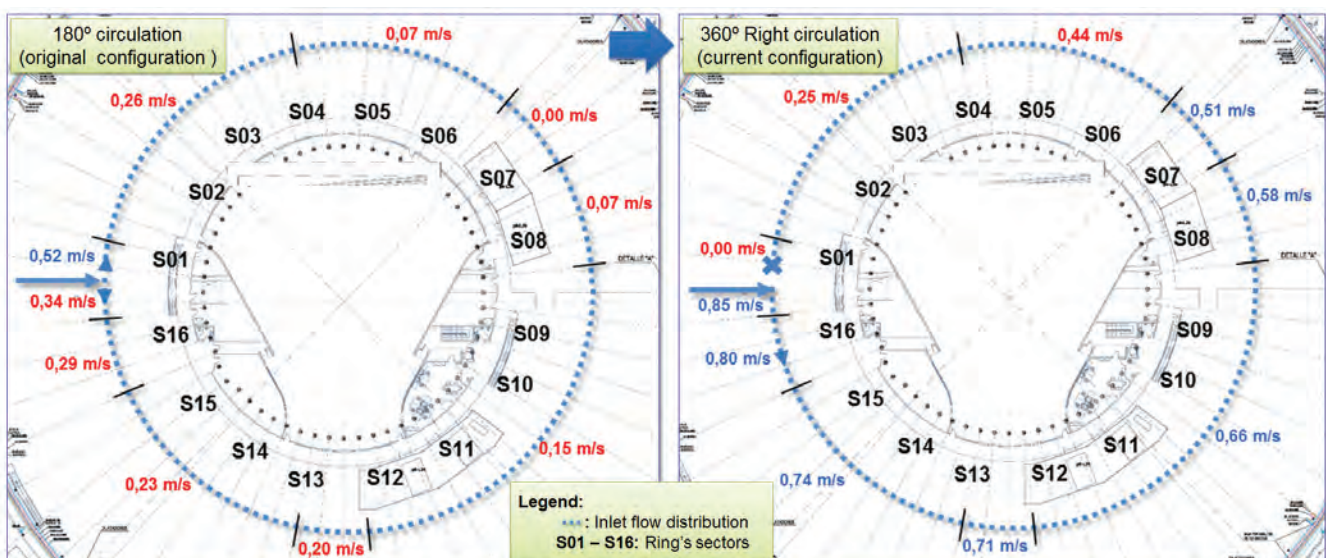 180º circulation
(original configuration )
0,07 m/s
0,26 m/s
S04
S05
0,00 m/s
S03
S06
S02
S07
0,07 m/s
S08
0,52 m/s
S01
DETALLE "A"
0,34 m/s
S16
S09
0,29 m/s
S10
S15
S14
S11
0,15 m/s
0,23 m/s
S13
S12
0,20 m/s
360º Right circulation
(current configuration)
0,44 m/s
0,25 m/s
S04
S05
0,51 m/s
S03
S06
S02
S07
0,58 m/s
S08
0,00 m/s
S01
DETALLE "A"
0,85 m/s
S16
S09
0,80 m/s
S10
S15
S14
S11
0,66 m/s
0,74 m/s
S13
S12
0,71 m/s
Legend:
: Inlet flow distribution
S01 – S16: Ring's sectors